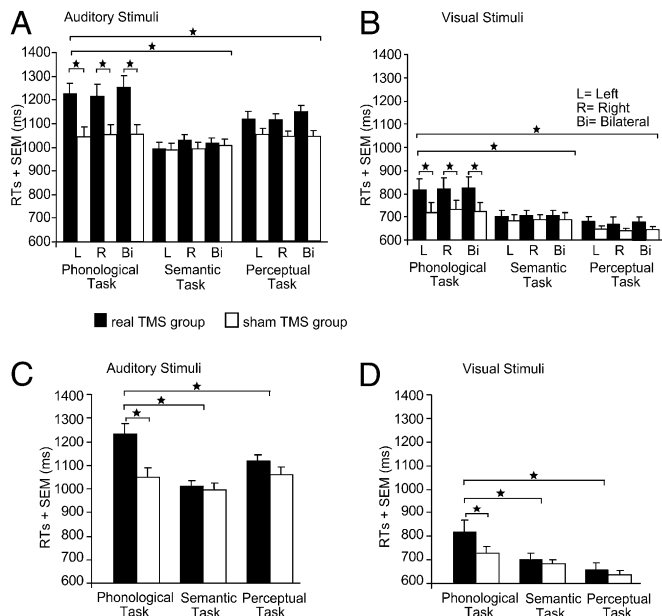 A
Auditory Stimuli
RTs + SEM (ms)
1400
1300
1200
1100
1000
900
800
700
600
L R Bi L R Bi L R Bi
Phonological Semantic Perceptual
Task Task Task
B
Visual Stimuli
L= Left
R= Right
Bi= Bilateral
RTs + SEM (ms)
1400
1300
1200
1100
1000
900
800
700
600
L R Bi L R Bi L R Bi
Phonological Semantic Perceptual
Task Task Task
real TMS group sham TMS group
C
Auditory Stimuli
RTs + SEM (ms)
1400
1300
1200
1100
1000
900
800
700
600
Phonological Semantic Perceptual
Task Task Task
D
Visual Stimuli
RTs + SEM (ms)
1400
1300
1200
1100
1000
900
800
700
600
Phonological Semantic Perceptual
Task Task Task